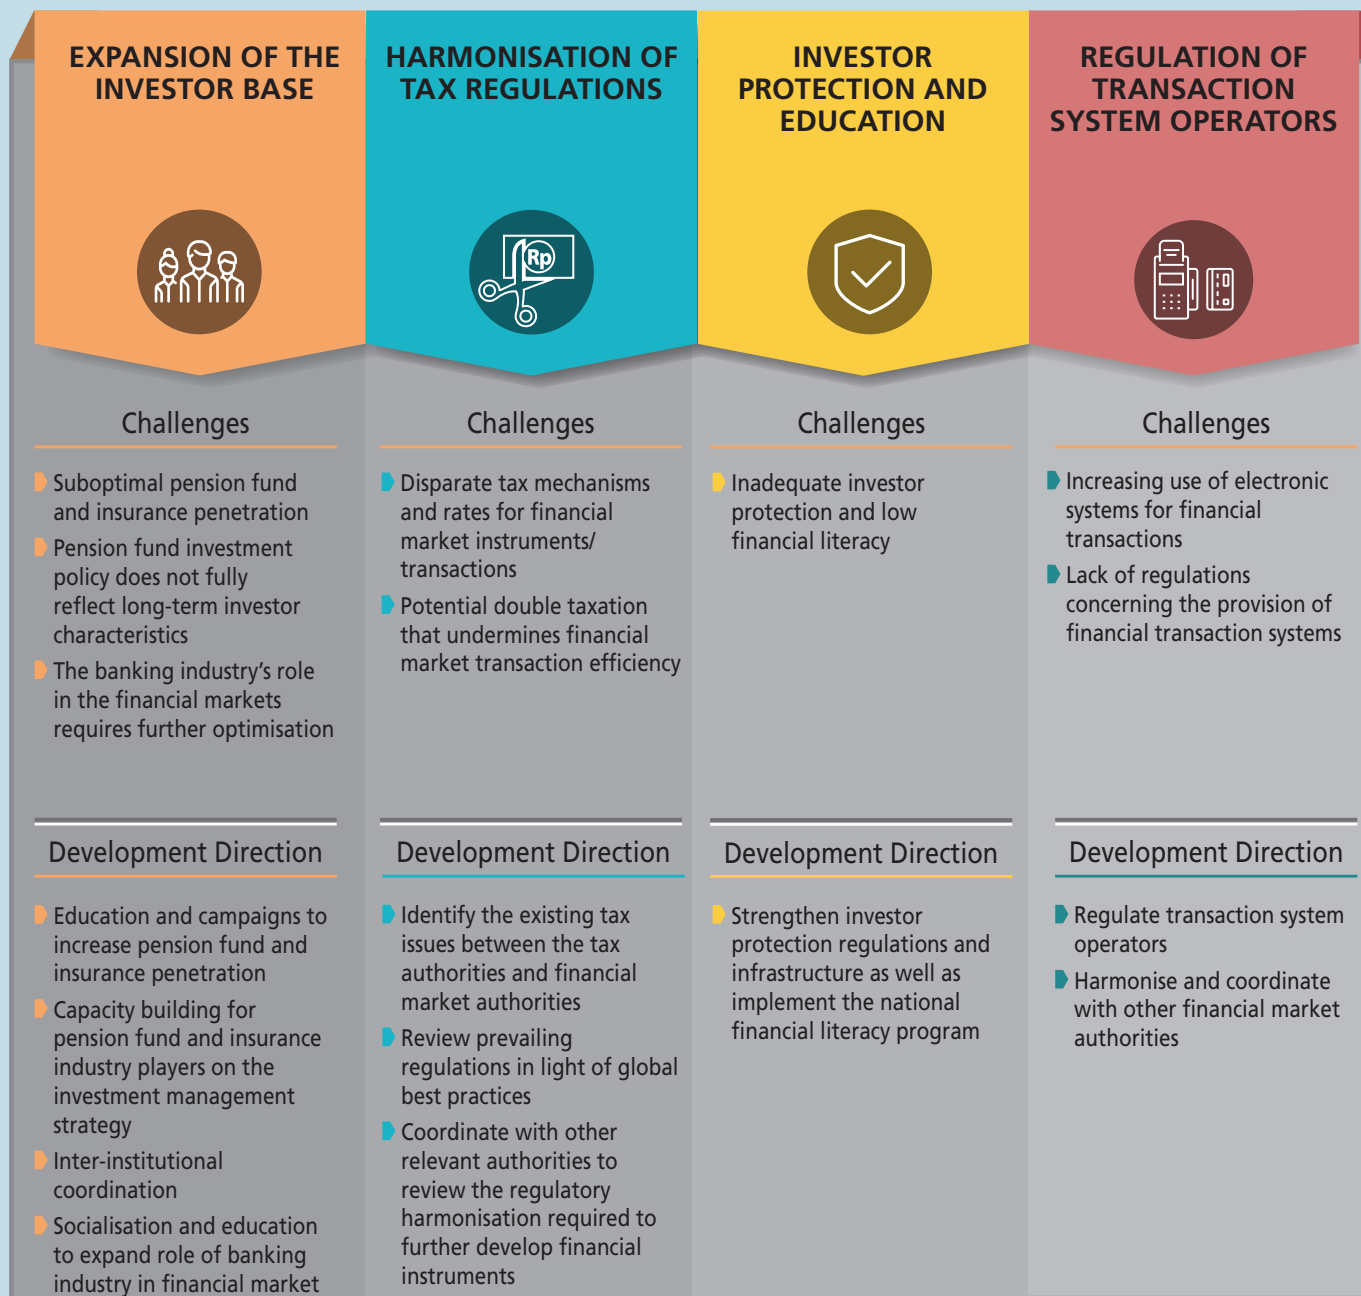 EXPANSION OF THE
INVESTOR BASE
Challenges
Suboptimal pension fund
and insurance penetration
Pension fund investment
policy does not fully
reflect long-term investor
characteristics
The banking industry's role
in the financial markets
requires further optimisation
Development Direction
Education and campaigns to
increase pension fund and
insurance penetration
Capacity building for
pension fund and insurance
industry players on the
investment management
strategy
Inter-institutional
coordination
Socialisation and education
to expand role of banking
industry in financial market
HARMONISATION OF
TAX REGULATIONS
Rp
Challenges
Disparate tax mechanisms
and rates for financial
market instruments/
transactions
Potential double taxation
that undermines financial
market transaction efficiency
Development Direction
Identify the existing tax
issues between the tax
authorities and financial
market authorities
Review prevailing
regulations in light of global
best practices
Coordinate with other
relevant authorities to
review the regulatory
harmonisation required to
further develop financial
instruments
INVESTOR
PROTECTION AND
EDUCATION
Challenges
Inadequate investor
protection and low
financial literacy
Development Direction
Strengthen investor
protection regulations and
infrastructure as well as
implement the national
financial literacy program
REGULATION OF
TRANSACTION
SYSTEM OPERATORS
Challenges
Increasing use of electronic
systems for financial
transactions
Lack of regulations
concerning the provision of
financial transaction systems
Development Direction
Regulate transaction system
operators
Harmonise and coordinate
with other financial market
authorities